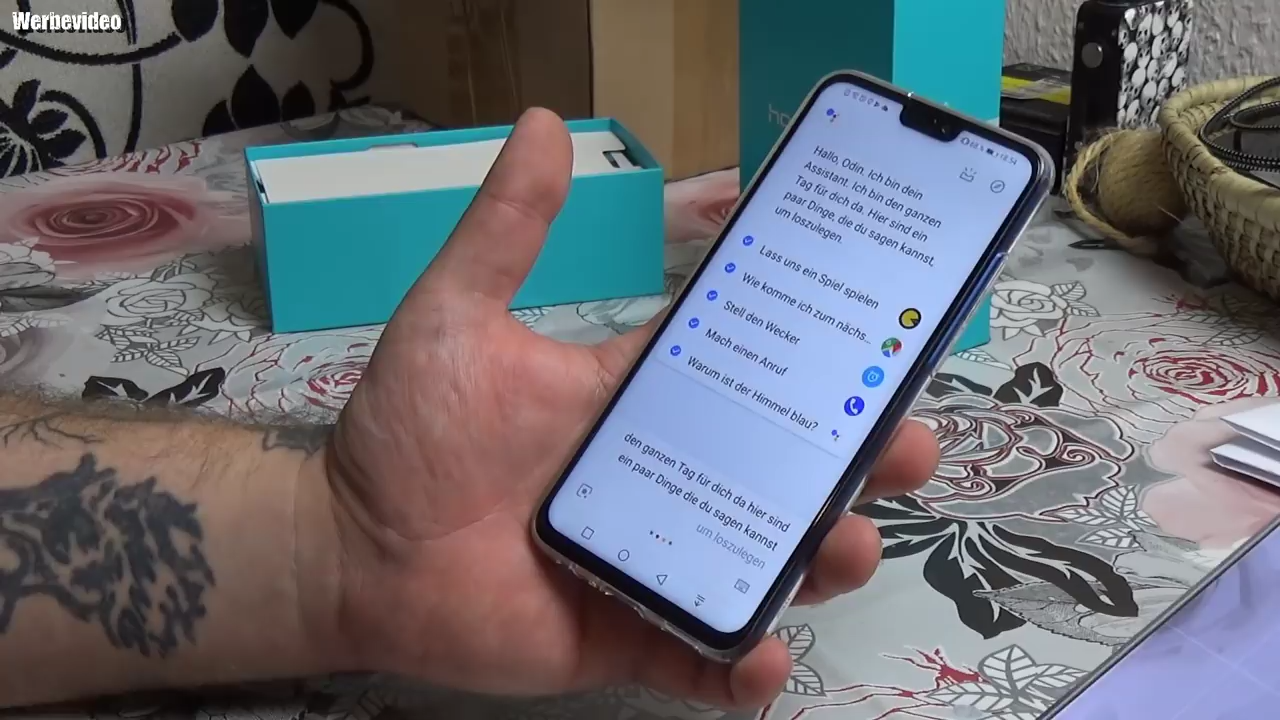 Werbevideo
ho
18:54
Hallo, Odin. Ich bin dein
Assistant. Ich bin den ganzen
Tag für dich da. Hier sind ein
paar Dinge, die du sagen kannst,
um loszulegen.
Lass uns ein Spiel spielen
Wie komme ich zum nächs...
Stell den Wecker
Mach einen Anruf
Warum ist der Himmel blau?
den ganzen Tag für dich da hier sind
ein paar Dinge die du sagen kannst
um loszulegen